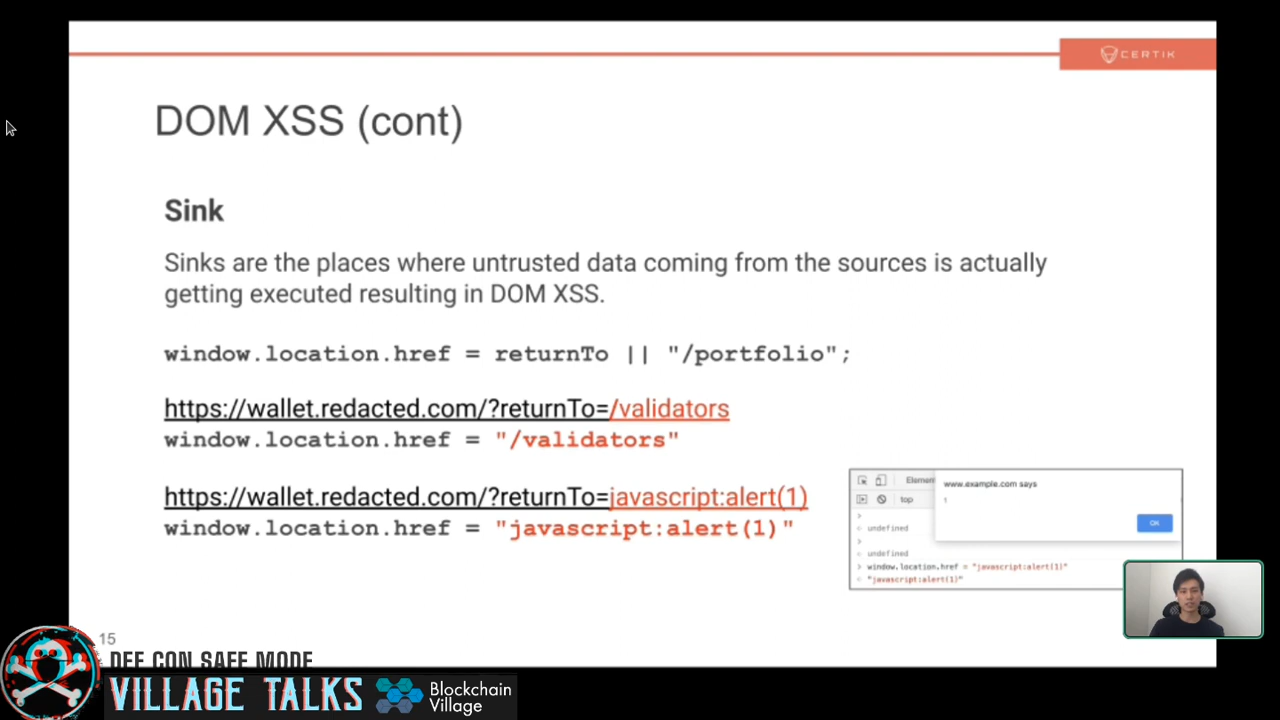 CERTIK
DOM XSS (cont)
Sink
Sinks are the places where untrusted data coming from the sources is actually
getting executed resulting in DOM XSS.
window.location.href = returnTo || "/portfolio";
https://wallet.redacted.com/?returnTo=/validators
window.location.href = "/validators"
https://wallet.redacted.com/?returnTo=javascript:alert(1)
window.location.href = "javascript:alert(1)"
Elemen
www.example.com says
top
1
undefined
OK
undefined
window.location.href = "javascript:alert(1)"
"javascript:alert(1)"
15
DEF CON SAFE MODE
VILLAGE TALKS
Blockchain
Village